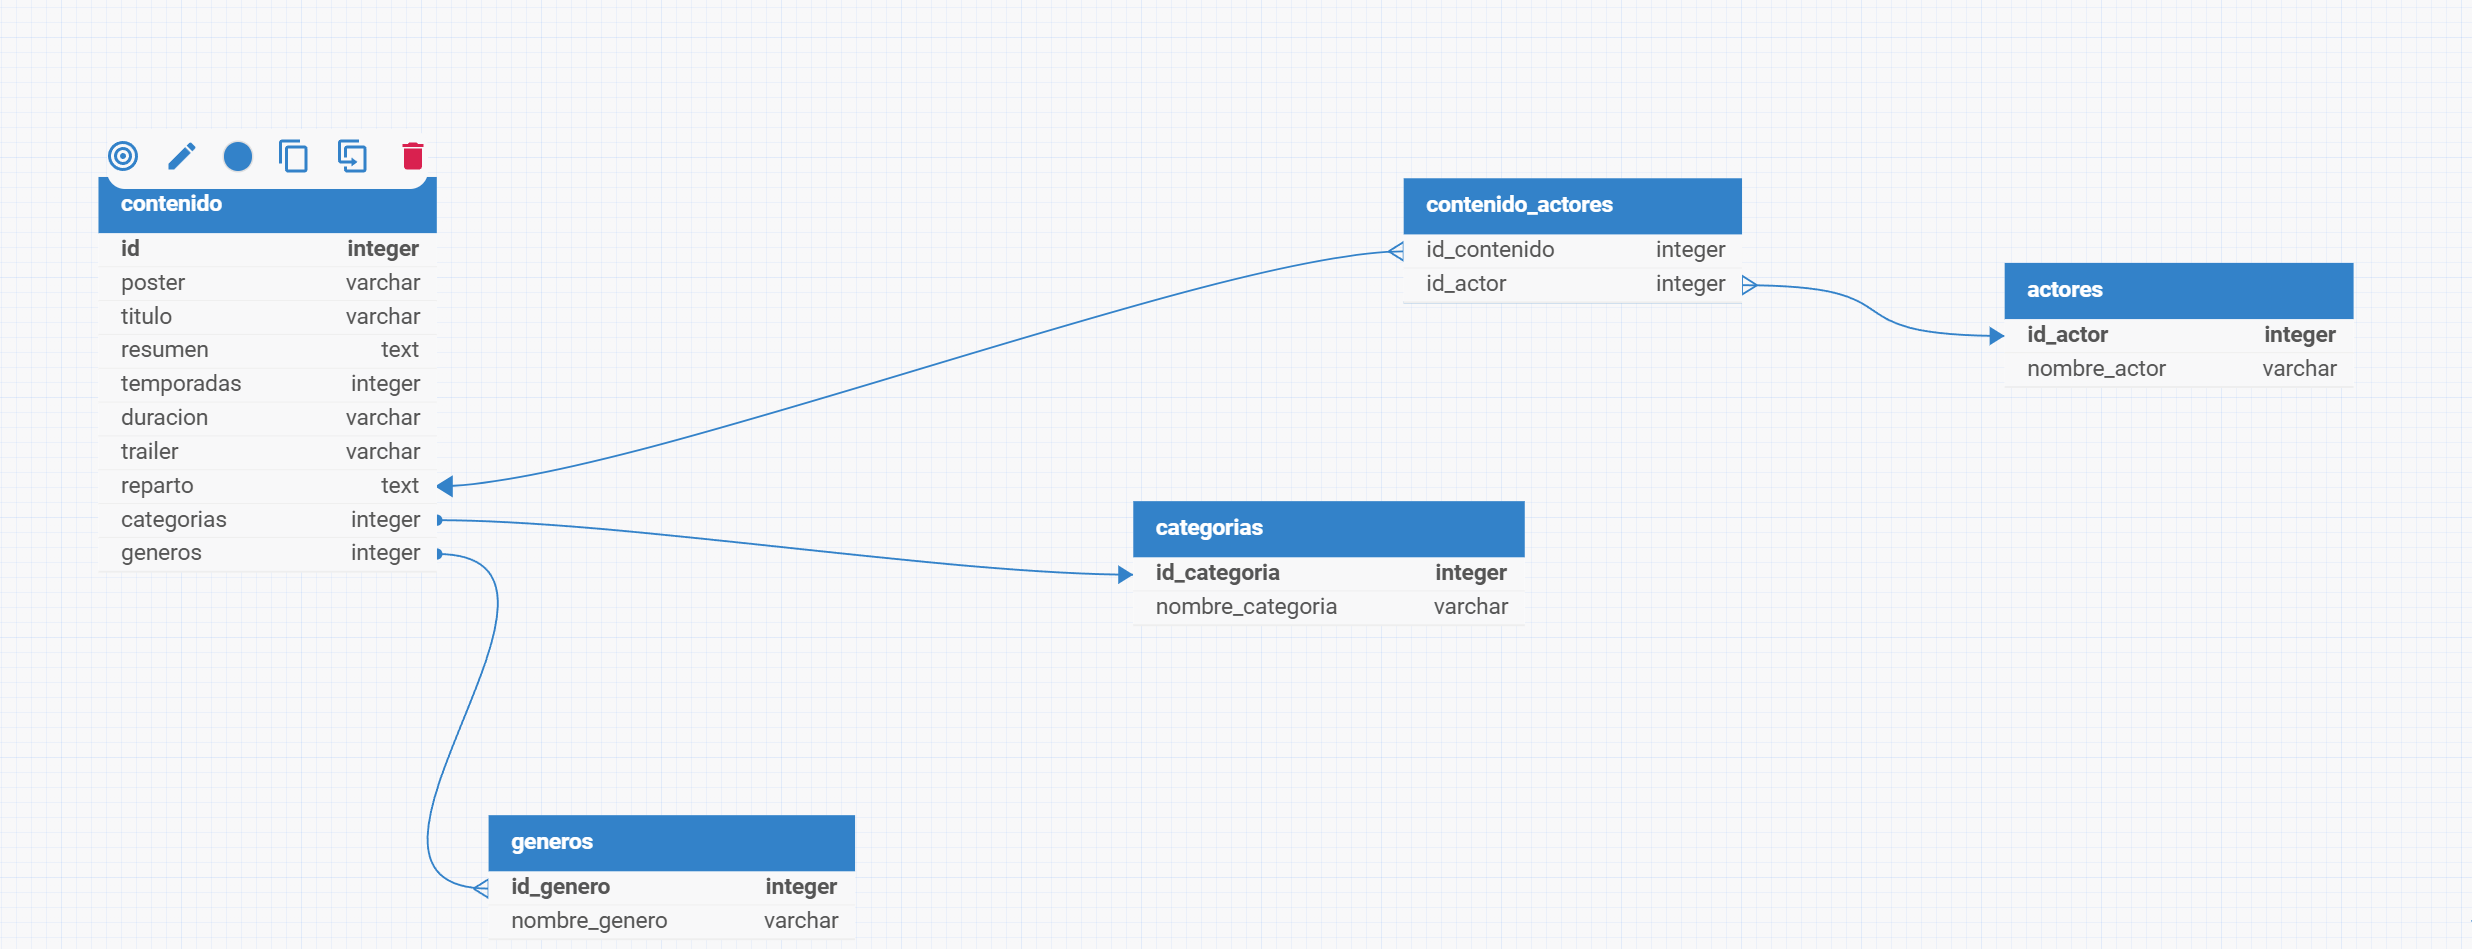 contenido
id integer
poster varchar
titulo varchar
resumen text
temporadas integer
duracion varchar
trailer varchar
reparto text
categorias integer
generos integer
contenido_actores
id_contenido integer
id_actor integer
actores
id_actor integer
nombre_actor varchar
categorias
id_categoria integer
nombre_categoria varchar
generos
id_genero integer
nombre_genero varchar